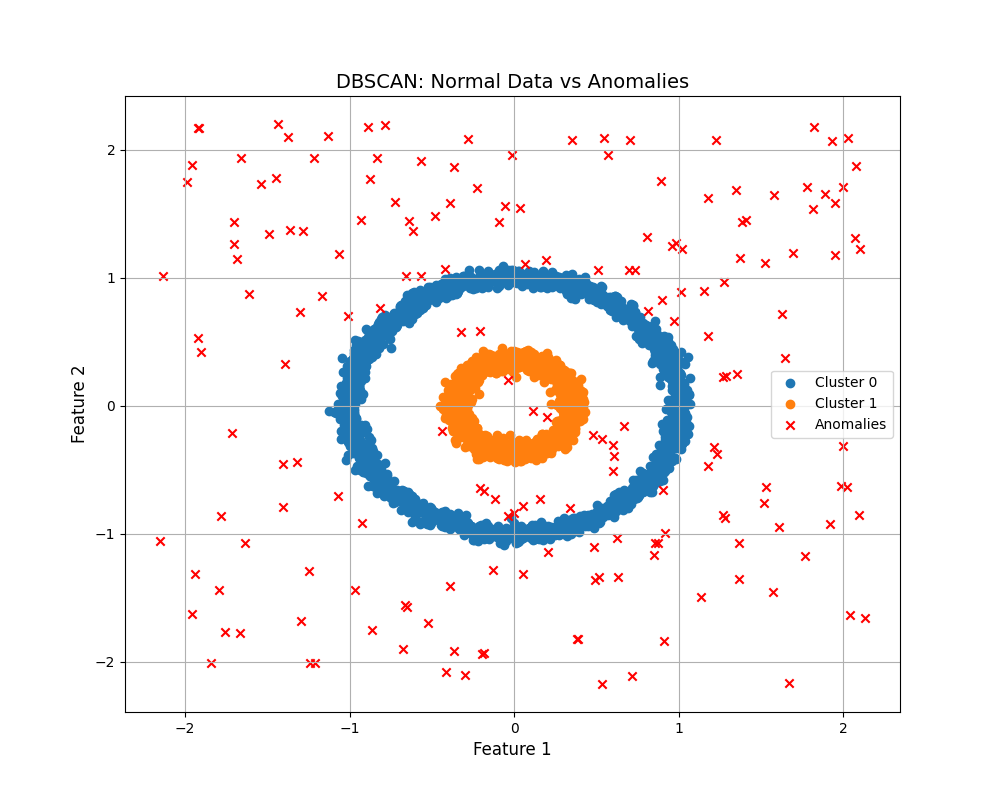 DBSCAN: Normal Data vs Anomalies
2
1
0
−1
−2
Feature 2
Cluster 0
Cluster 1
Anomalies
−2
−1
0
1
2
Feature 1